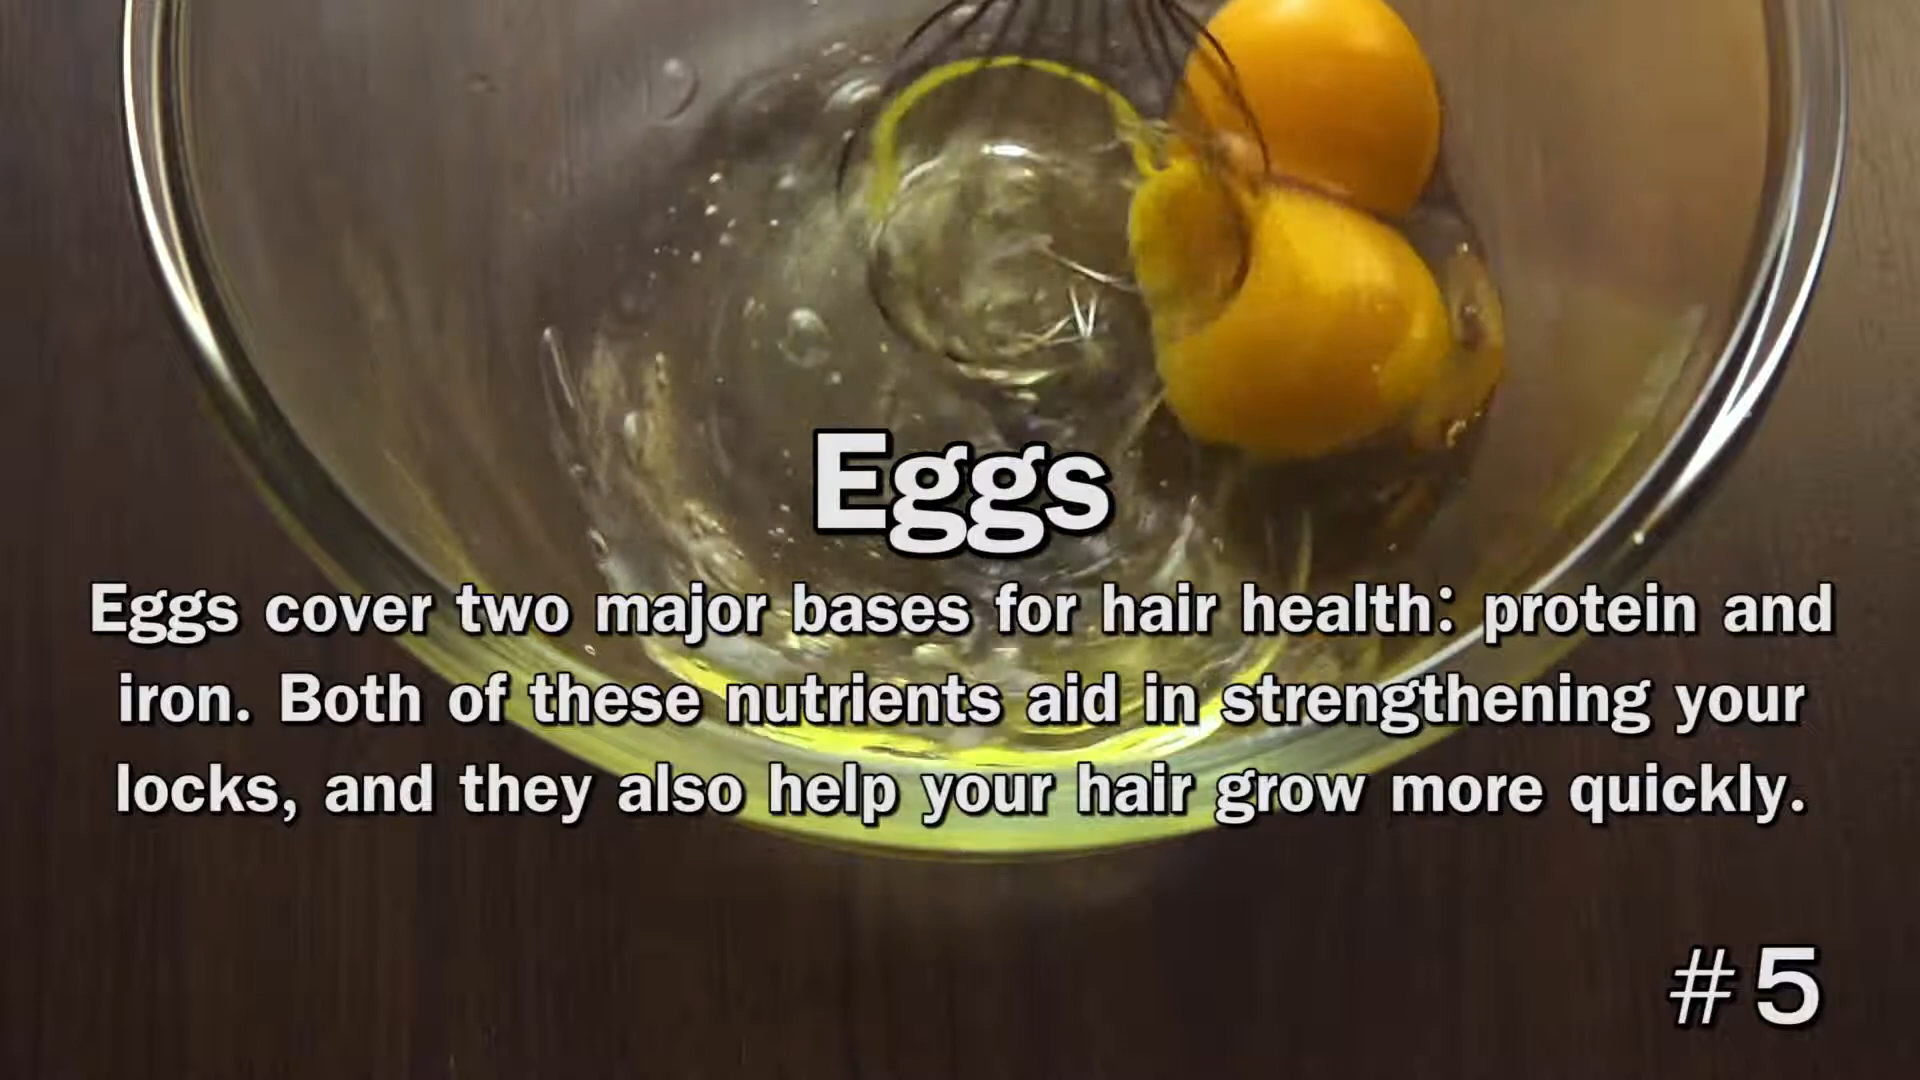 Eggs
Eggs cover two major bases for hair health: protein and
iron. Both of these nutrients aid in strengthening your
locks, and they also help your hair grow more quickly.
#5